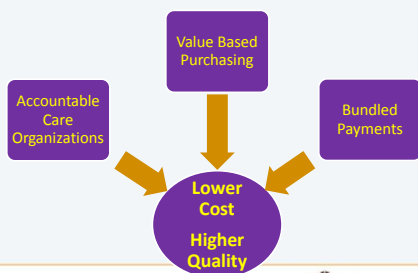 Value Based
Purchasing
Accountable
Care
Organizations
Bundled
Payments
Lower
Cost
Higher
Quality